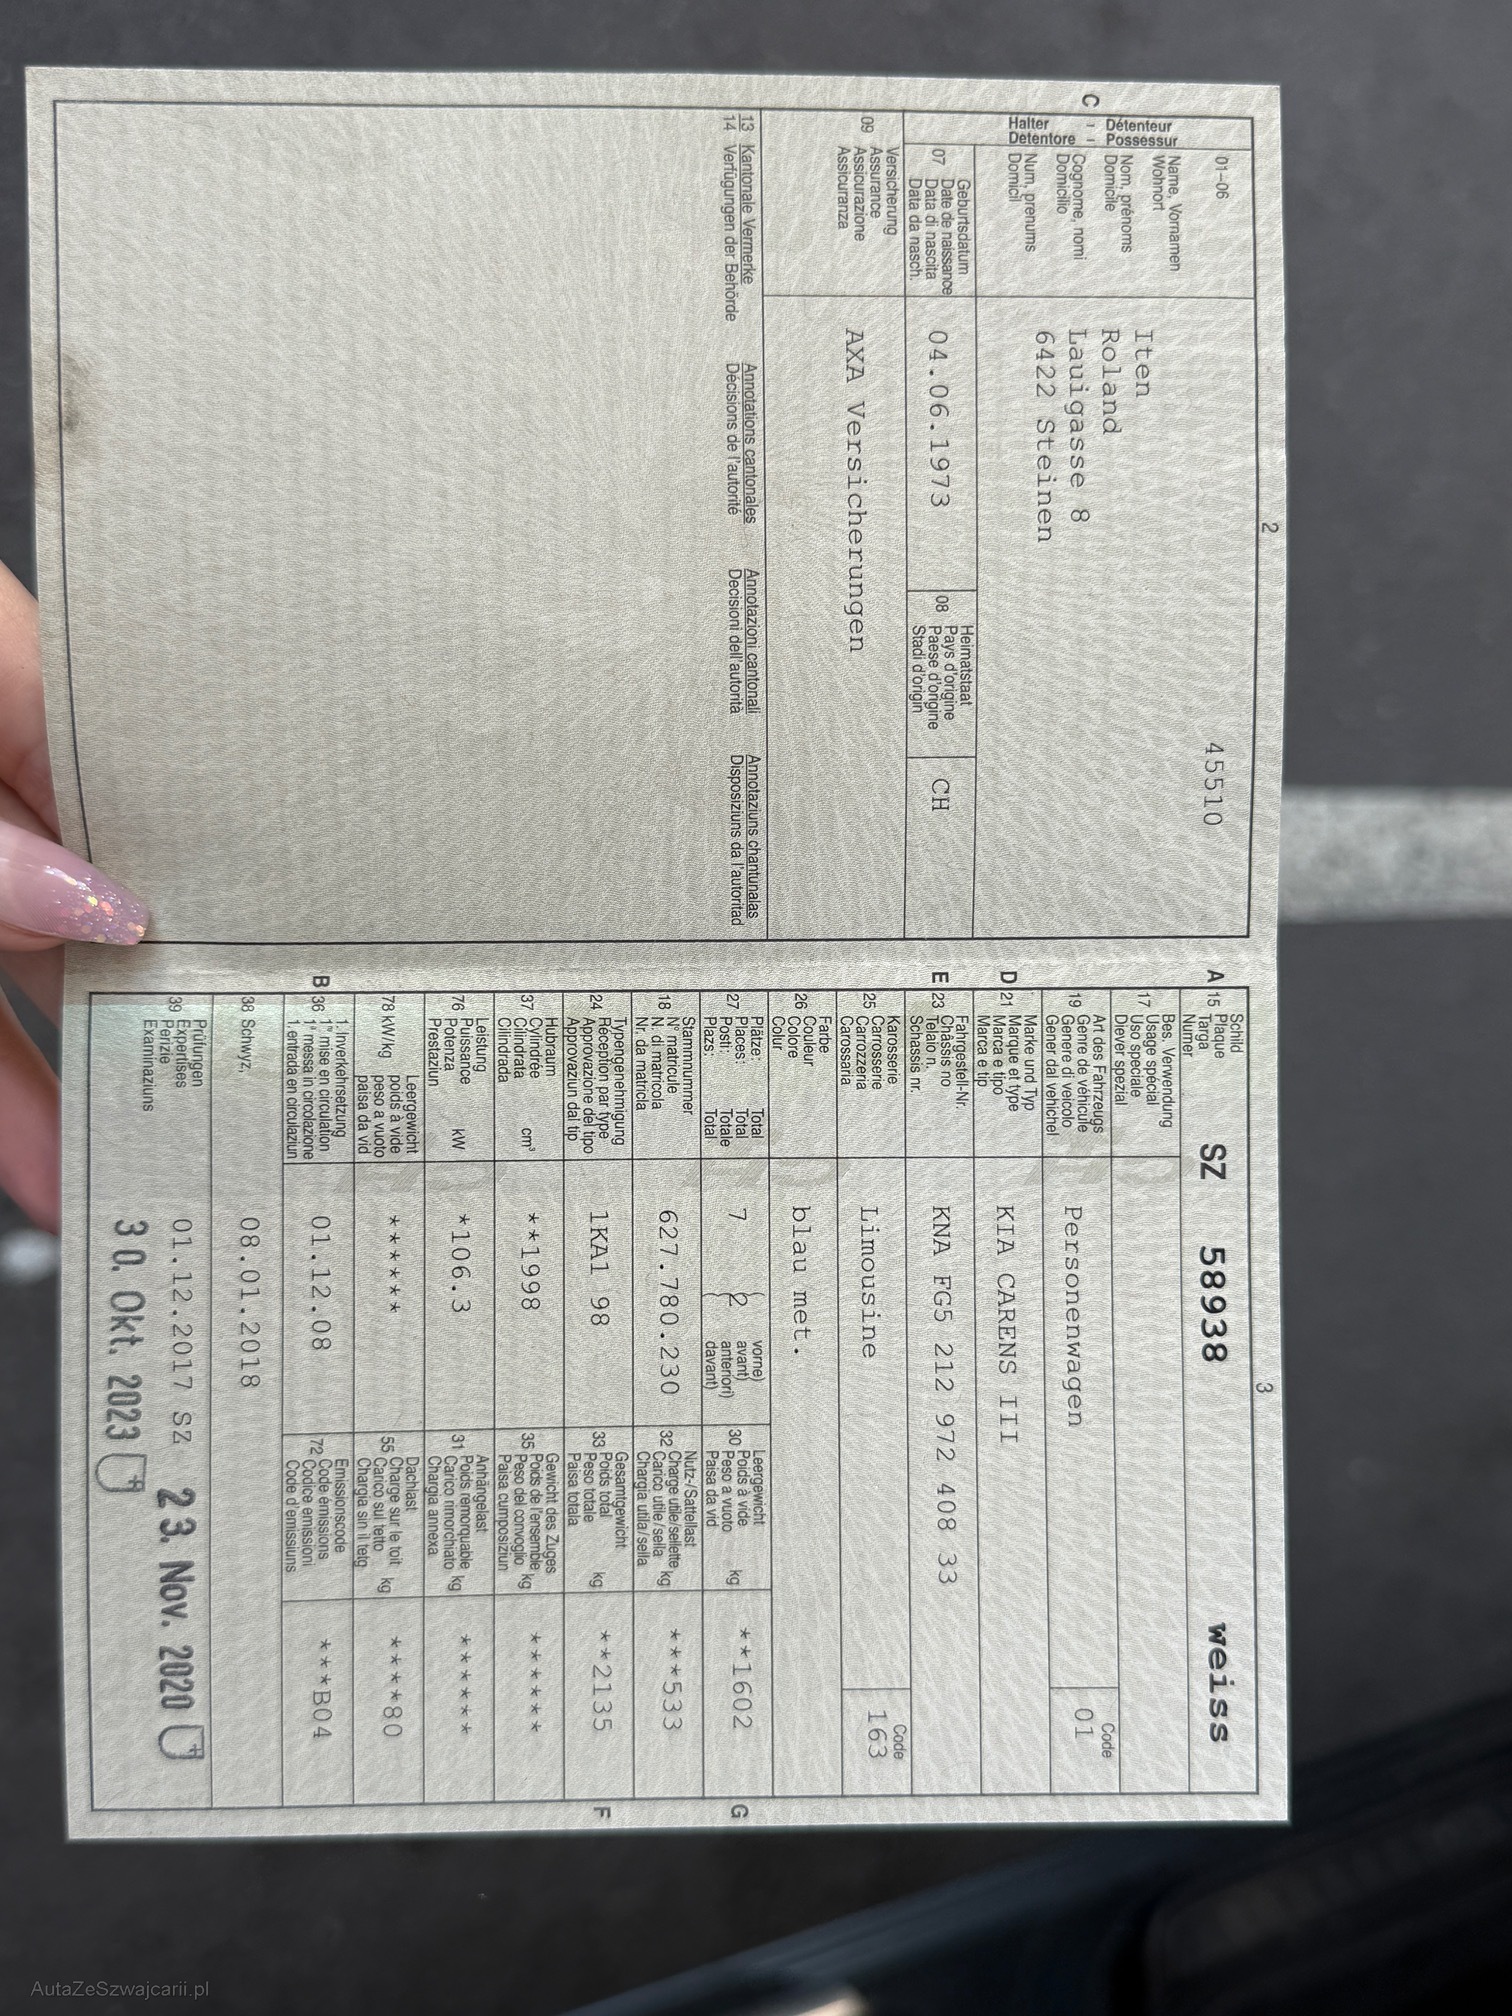 2
45510
C
Halter – Détenteur
Detentore – Possessur
01–06
Name, Vornamen
Wohnort
Nom, prénoms
Domicile
Cognome, nomi
Domicilio
Num, prenums
Domicil
Iten
Roland
Lauigasse 8
6422 Steinen
07 Geburtsdatum
Date de naissance
Data di nascita
Data da nasch.
04.06.1973
08 Heimatstaat
Pays d'origine
Paese d'origine
Stadi d'origin
CH
09 Versicherung
Assurance
Assicurazione
Assicuranza
AXA Versicherungen
13 Kantonale Vermerke Annotations cantonales Annotazioni cantonali Annotaziuns chantunalas
14 Verfügungen der Behörde Décisions de l'autorité Decisioni dell'autorità Disposiziuns da l'autoritad
3
A 15 Schild
Plaque
Targa
Numer
SZ 58938 weiss
17 Bes. Verwendung
Usage spécial
Uso speciale
Diever spezial
19 Art des Fahrzeugs
Genre de véhicule
Genere di veicolo
Gener dal vehichel
Personenwagen
Code
01
D 21 Marke und Typ
Marque et type
Marca e tipo
Marca e tip
KIA CARENS III
E 23 Fahrgestell-Nr.
Châssis no
Telaio n.
Schassis nr.
KNA FG5 212 972 408 33
25 Karosserie
Carrosserie
Carrozzeria
Carossaria
Limousine
Code
163
26 Farbe
Couleur
Colore
Colur
blau met.
27 Plätze: Total
Places: Total
Posti: Totale
Plazs: Total
7 (2 vorne)
avant)
anteriori)
davant)
30 Leergewicht
Poids à vide
Peso a vuoto kg
Paisa da vid
**1602
G
18 Stammnummer
N° matricule
N. di matricola
Nr. da matricla
627.780.230
32 Nutz-/Sattellast
Charge utile/sellette kg
Carico utile/sella
Chargia utila/sella
***533
24 Typengenehmigung
Réception par type
Approvazione del tipo
Approvaziun da tip
1KA1 98
33 Gesamtgewicht
Poids total
Peso totale kg
Paisa totala
**2135
F
37 Hubraum
Cylindrée
Cilindrata cm³
Cilindrada
**1998
35 Gewicht des Zuges
Poids de l'ensemble kg
Peso del convoglio
Paisa cumposiziun
******
76 Leistung
Puissance
Potenza kW
Prestaziun
*106.3
31 Anhängelast
Poids remorquable kg
Carico rimorchiato
Chargia annexa
******
78 kW/kg Leergewicht
poids à vide
peso a vuoto
paisa da vid
******
55 Dachlast
Charge sur le toit kg
Carico sul tetto
Chargia sin il tetg
****80
B 36 1. Inverkehrsetzung
1re mise en circulation
1a messa in circolazione
1. entrada en circulaziun
01.12.08
72 Emissionscode
Code émissions
Codice emissioni
Code d'emissiuns
***B04
38 Schwyz,
08.01.2018
39 Prüfungen
Expertises
Perizie
Examinaziuns
01.12.2017 SZ 23. Nov. 2020
30. Okt. 2023
AutaZeSzwajcarii.pl